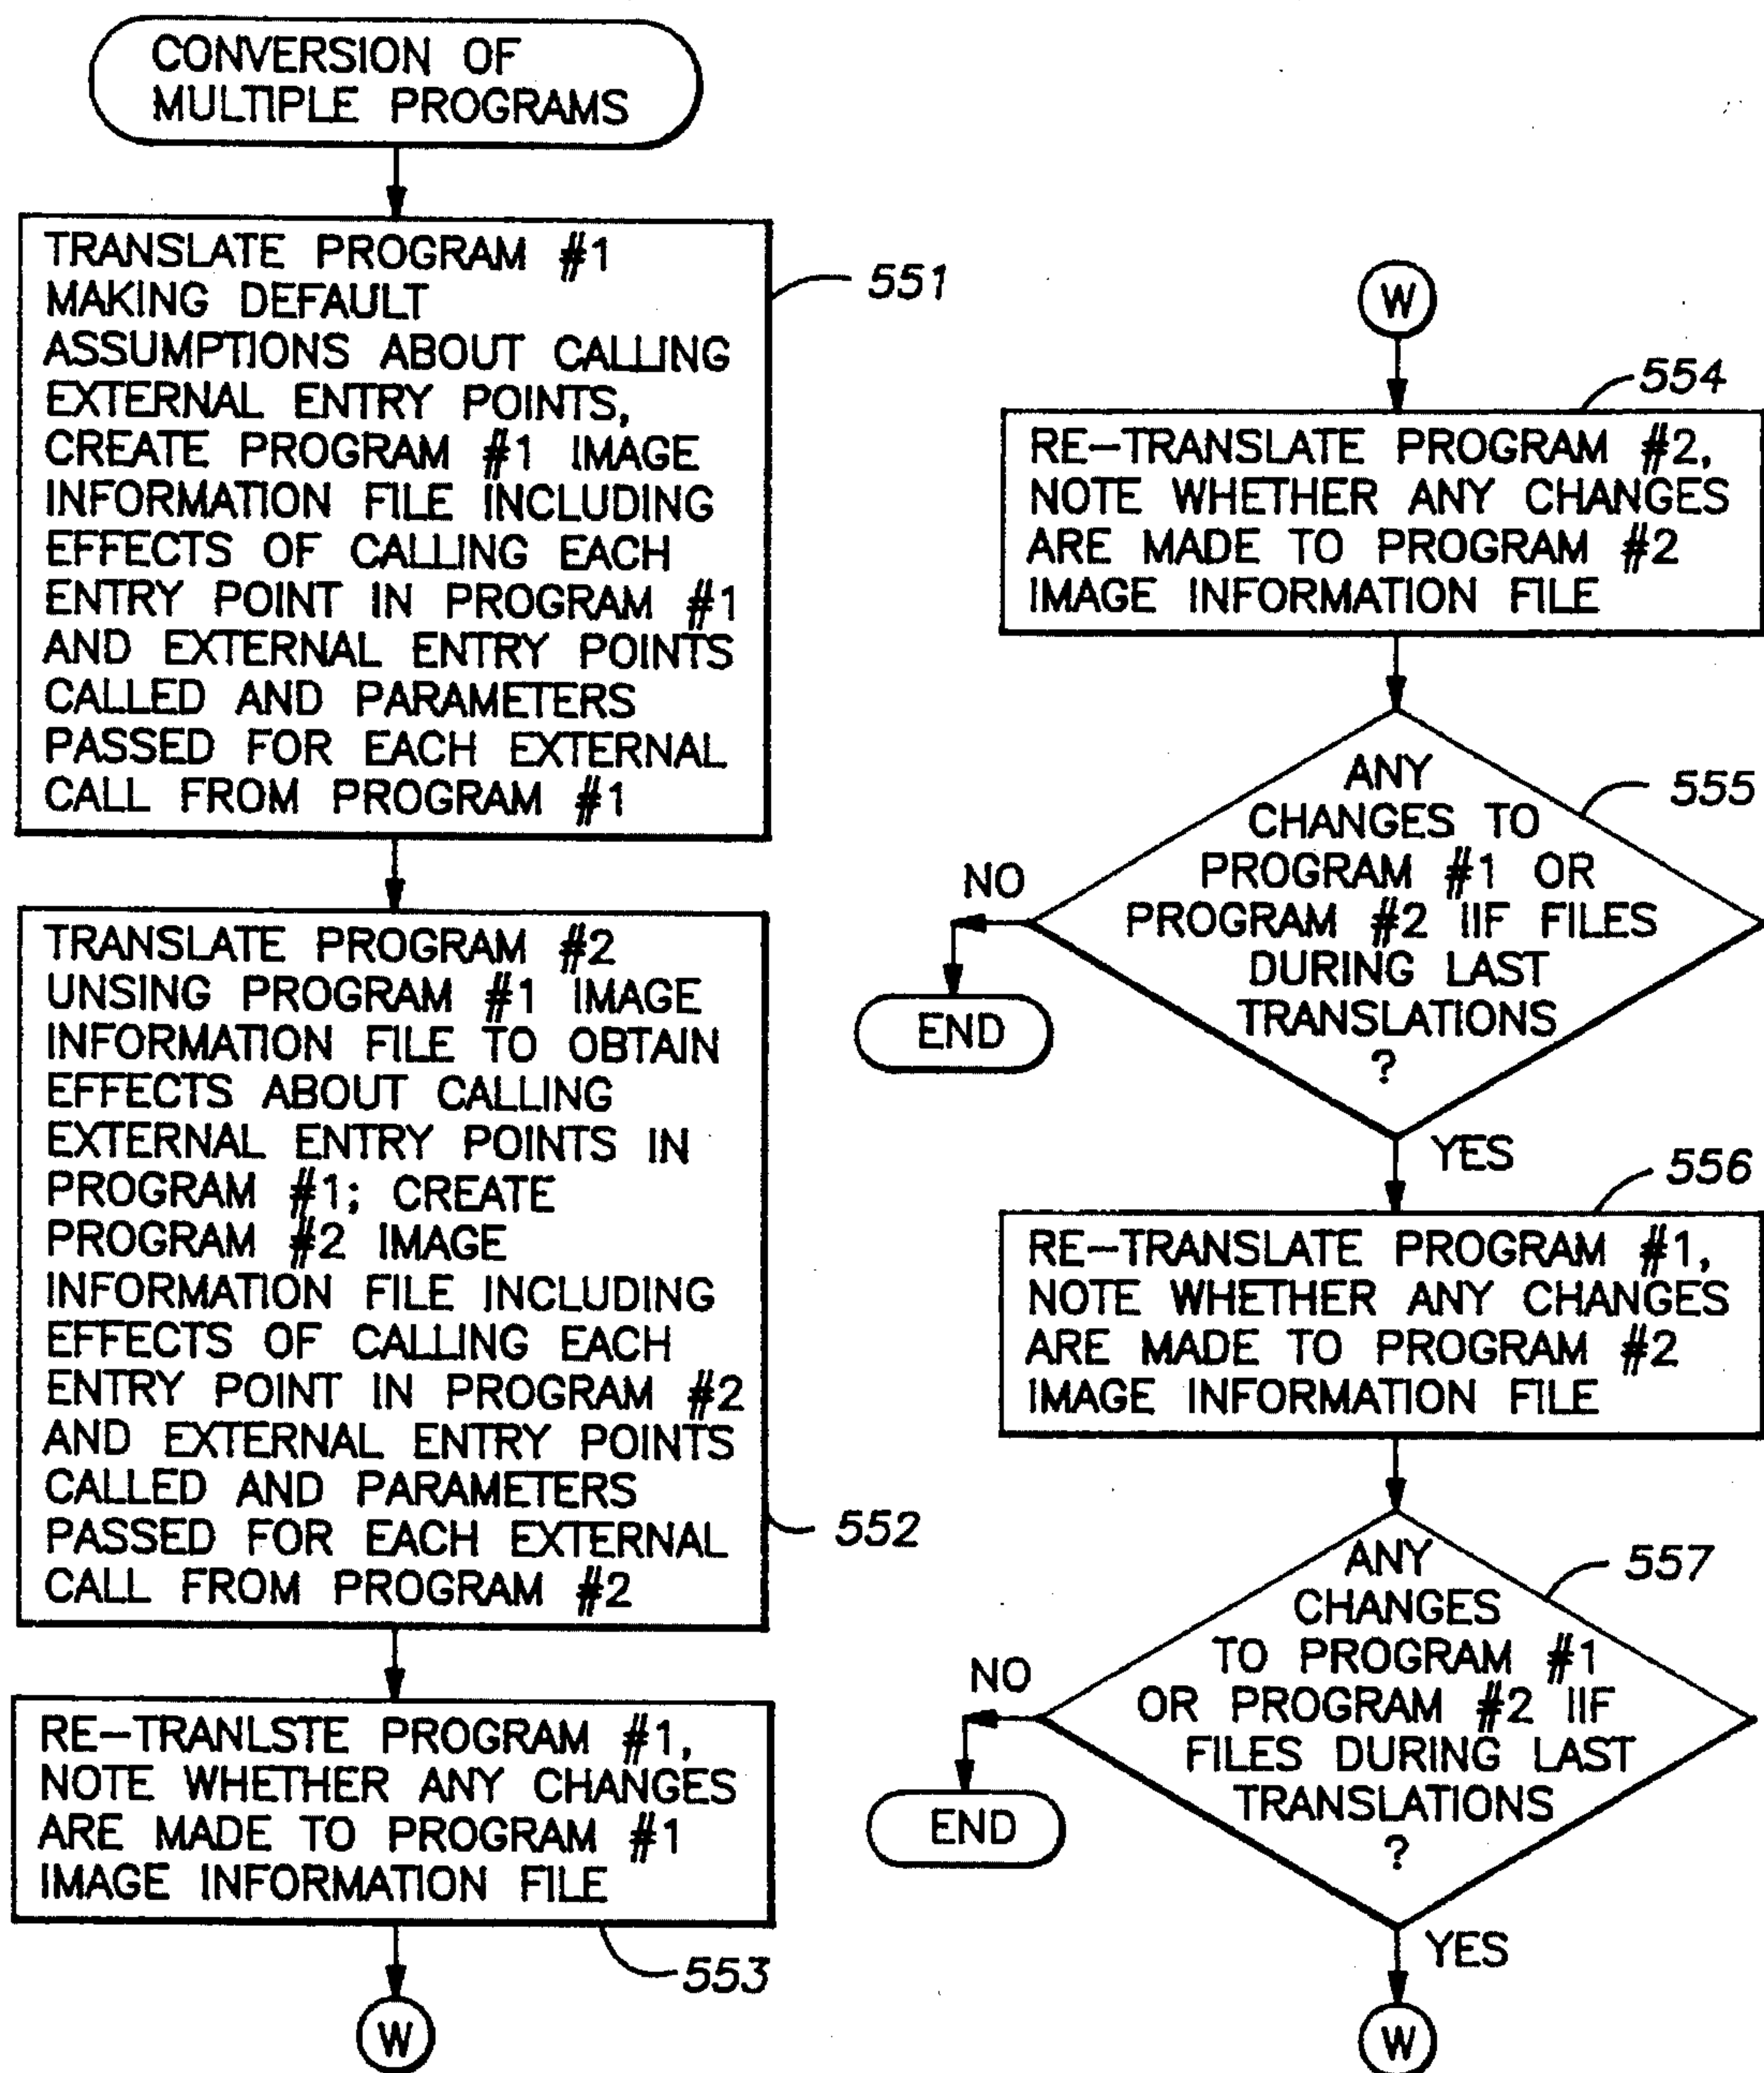 CONVERSION OF
MULTIPLE PROGRAMS
TRANSLATE PROGRAM #1
MAKING DEFAULT
ASSUMPTIONS ABOUT CALLING
EXTERNAL ENTRY POINTS,
CREATE PROGRAM #1 IMAGE
INFORMATION FILE INCLUDING
EFFECTS OF CALLING EACH
ENTRY POINT IN PROGRAM #1
AND EXTERNAL ENTRY POINTS
CALLED AND PARAMETERS
PASSED FOR EACH EXTERNAL
CALL FROM PROGRAM #1
551
TRANSLATE PROGRAM #2
UNSING PROGRAM #1 IMAGE
INFORMATION FILE TO OBTAIN
EFFECTS ABOUT CALLING
EXTERNAL ENTRY POINTS IN
PROGRAM #1; CREATE
PROGRAM #2 IMAGE
INFORMATION FILE INCLUDING
EFFECTS OF CALLING EACH
ENTRY POINT IN PROGRAM #2
AND EXTERNAL ENTRY POINTS
CALLED AND PARAMETERS
PASSED FOR EACH EXTERNAL
CALL FROM PROGRAM #2
552
RE-TRANLSTE PROGRAM #1,
NOTE WHETHER ANY CHANGES
ARE MADE TO PROGRAM #1
IMAGE INFORMATION FILE
553
W
W
554
RE-TRANSLATE PROGRAM #2,
NOTE WHETHER ANY CHANGES
ARE MADE TO PROGRAM #2
IMAGE INFORMATION FILE
555
ANY
CHANGES TO
PROGRAM #1 OR
PROGRAM #2 IIF FILES
DURING LAST
TRANSLATIONS
?
NO
END
YES
556
RE-TRANSLATE PROGRAM #1,
NOTE WHETHER ANY CHANGES
ARE MADE TO PROGRAM #2
IMAGE INFORMATION FILE
557
ANY
CHANGES
TO PROGRAM #1
OR PROGRAM #2 IIF
FILES DURING LAST
TRANSLATIONS
?
NO
END
YES
W